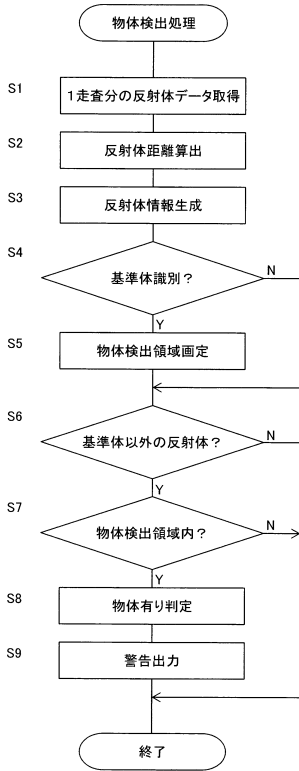 物体検出処理
S1
1走査分の反射体データ取得
S2
反射体距離算出
S3
反射体情報生成
S4
基準体識別？
N
Y
S5
物体検出領域画定
S6
基準体以外の反射体？
N
Y
S7
物体検出領域内？
N
Y
S8
物体有り判定
S9
警告出力
終了